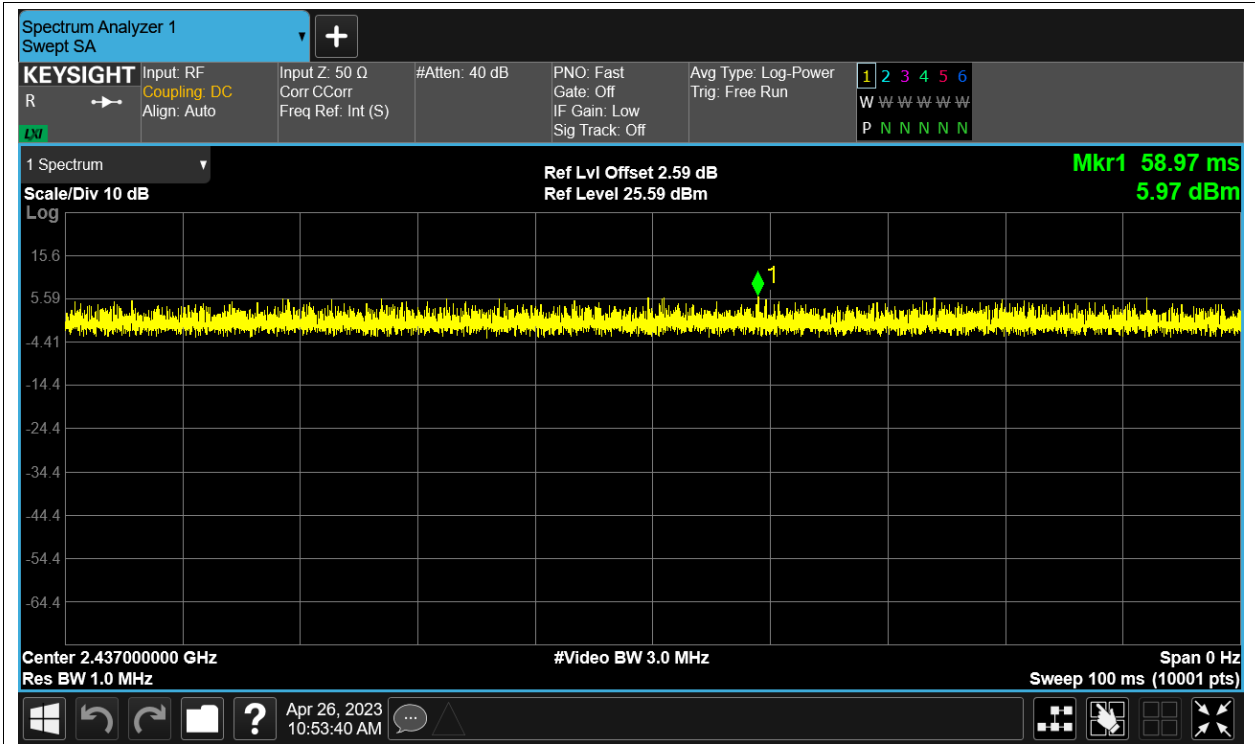 Spectrum Analyzer 1
Swept SA
KEYSIGHT
R
LXI
Input: RF
Coupling: DC
Align: Auto
Input Z: 50 Ω
Corr CCorr
Freq Ref: Int (S)
#Atten: 40 dB
PNO: Fast
Gate: Off
IF Gain: Low
Sig Track: Off
Avg Type: Log-Power
Trig: Free Run
1 2 3 4 5 6
W W W W W W
P N N N N N
1 Spectrum
Scale/Div 10 dB
Log
Ref Lvl Offset 2.59 dB
Ref Level 25.59 dBm
Mkr1 58.97 ms
5.97 dBm
15.6
5.59
-4.41
-14.4
-24.4
-34.4
-44.4
-54.4
-64.4
1
Center 2.437000000 GHz
Res BW 1.0 MHz
#Video BW 3.0 MHz
Span 0 Hz
Sweep 100 ms (10001 pts)
?
Apr 26, 2023
10:53:40 AM